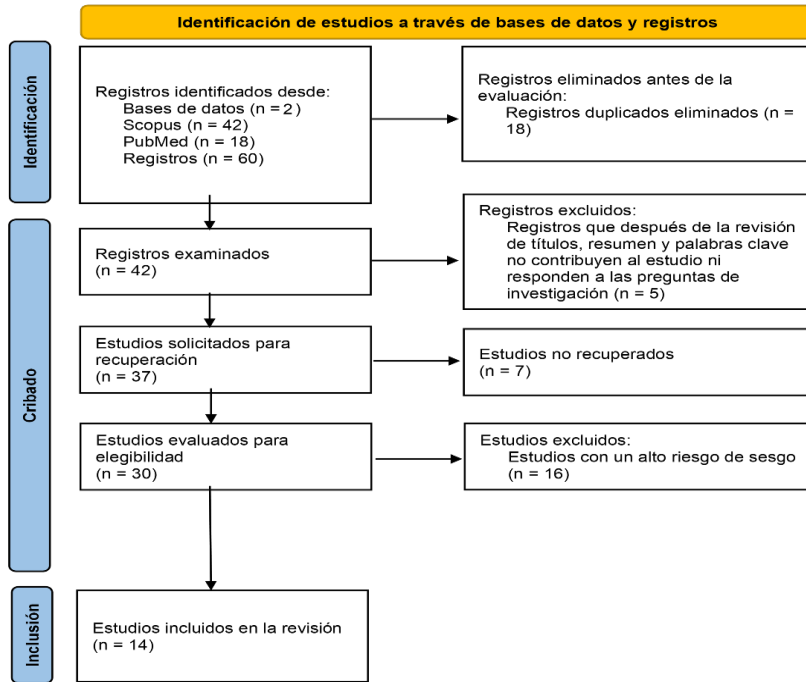 Identificación de estudios a través de bases de datos y registros
Identificación
Registros identificados desde:
Bases de datos (n = 2)
Scopus (n = 42)
PubMed (n = 18)
Registros (n = 60)
Registros eliminados antes de la
evaluación:
Registros duplicados eliminados (n =
18)
Cribado
Registros examinados
(n = 42)
Registros excluidos:
Registros que después de la revisión
de títulos, resumen y palabras clave
no contribuyen al estudio ni
responden a las preguntas de
investigación (n = 5)
Estudios solicitados para
recuperación
(n = 37)
Estudios no recuperados
(n = 7)
Estudios evaluados para
elegibilidad
(n = 30)
Estudios excluidos:
Estudios con un alto riesgo de sesgo
(n = 16)
Inclusión
Estudios incluidos en la revisión
(n = 14)